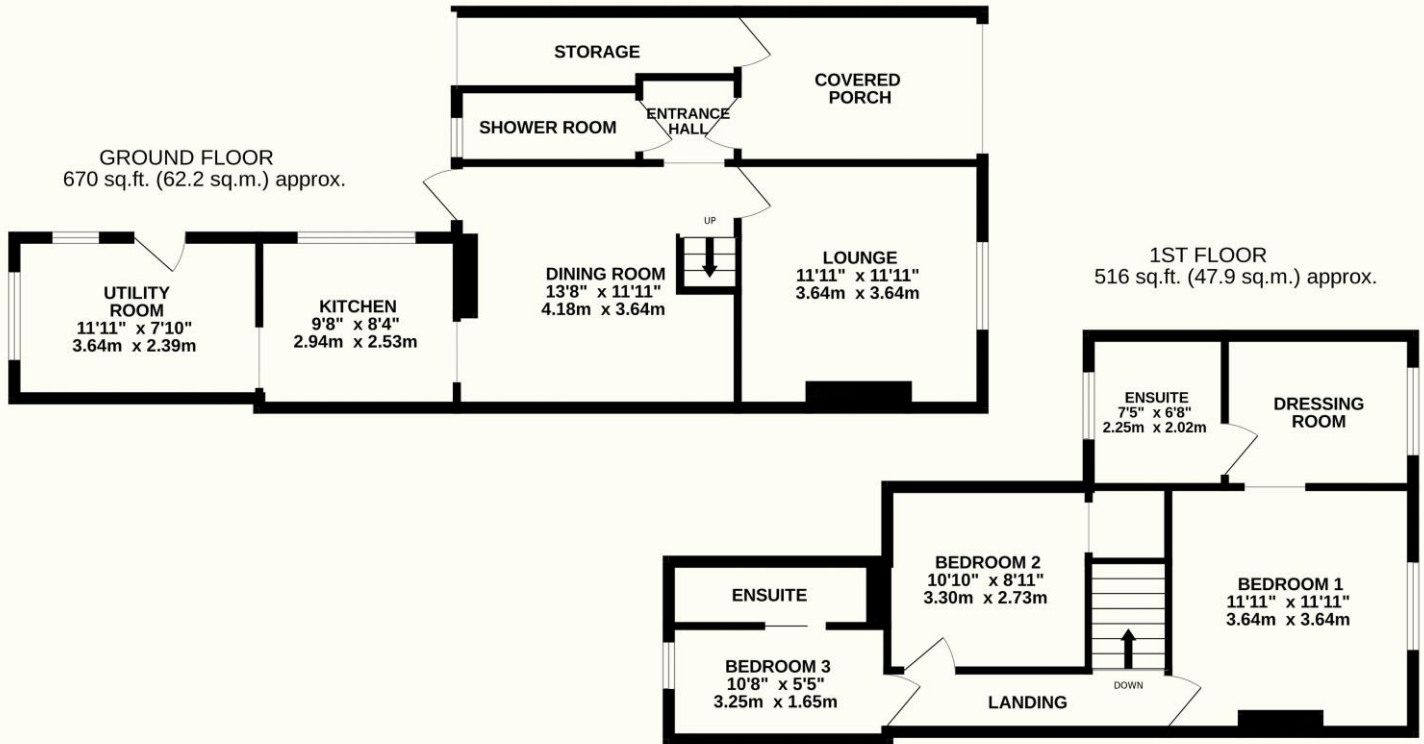 GROUND FLOOR
670 sq.ft. (62.2 sq.m.) approx.
STORAGE
COVERED
PORCH
SHOWER ROOM
ENTRANCE
HALL
UTILITY
ROOM
11'11" x 7'10"
3.64m x 2.39m
KITCHEN
9'8" x 8'4"
2.94m x 2.53m
DINING ROOM
13'8" x 11'11"
4.18m x 3.64m
UP
LOUNGE
11'11" x 11'11"
3.64m x 3.64m
1ST FLOOR
516 sq.ft. (47.9 sq.m.) approx.
ENSUITE
7'5" x 6'8"
2.25m x 2.02m
DRESSING
ROOM
BEDROOM 2
10'10" x 8'11"
3.30m x 2.73m
BEDROOM 1
11'11" x 11'11"
3.64m x 3.64m
ENSUITE
BEDROOM 3
10'8" x 5'5"
3.25m x 1.65m
LANDING
DOWN